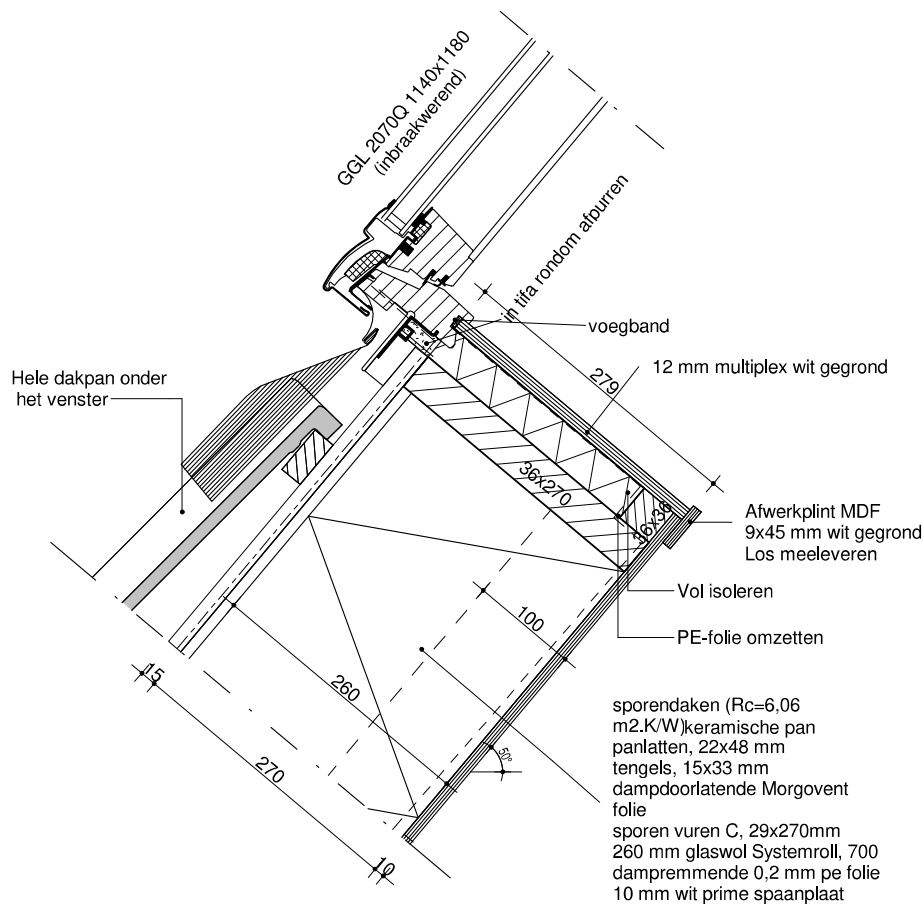 GGL 2070Q 1140x1180
(inbraakwerend)
in tifa rondom afpurren
voegband
279
12 mm multiplex wit gegrond
Hele dakpan onder
het venster
36x270
36x36
Afwerkplint MDF
9x45 mm wit gegrond
Los meeleveren
Vol isoleren
100
PE-folie omzetten
15
260
270
50°
10
sporendaken (Rc=6,06
m2.K/W)keramische pan
panlatten, 22x48 mm
tengels, 15x33 mm
dampdoorlatende Morgovent
folie
sporen vuren C, 29x270mm
260 mm glaswol Systemroll, 700
dampremmende 0,2 mm pe folie
10 mm wit prime spaanplaat